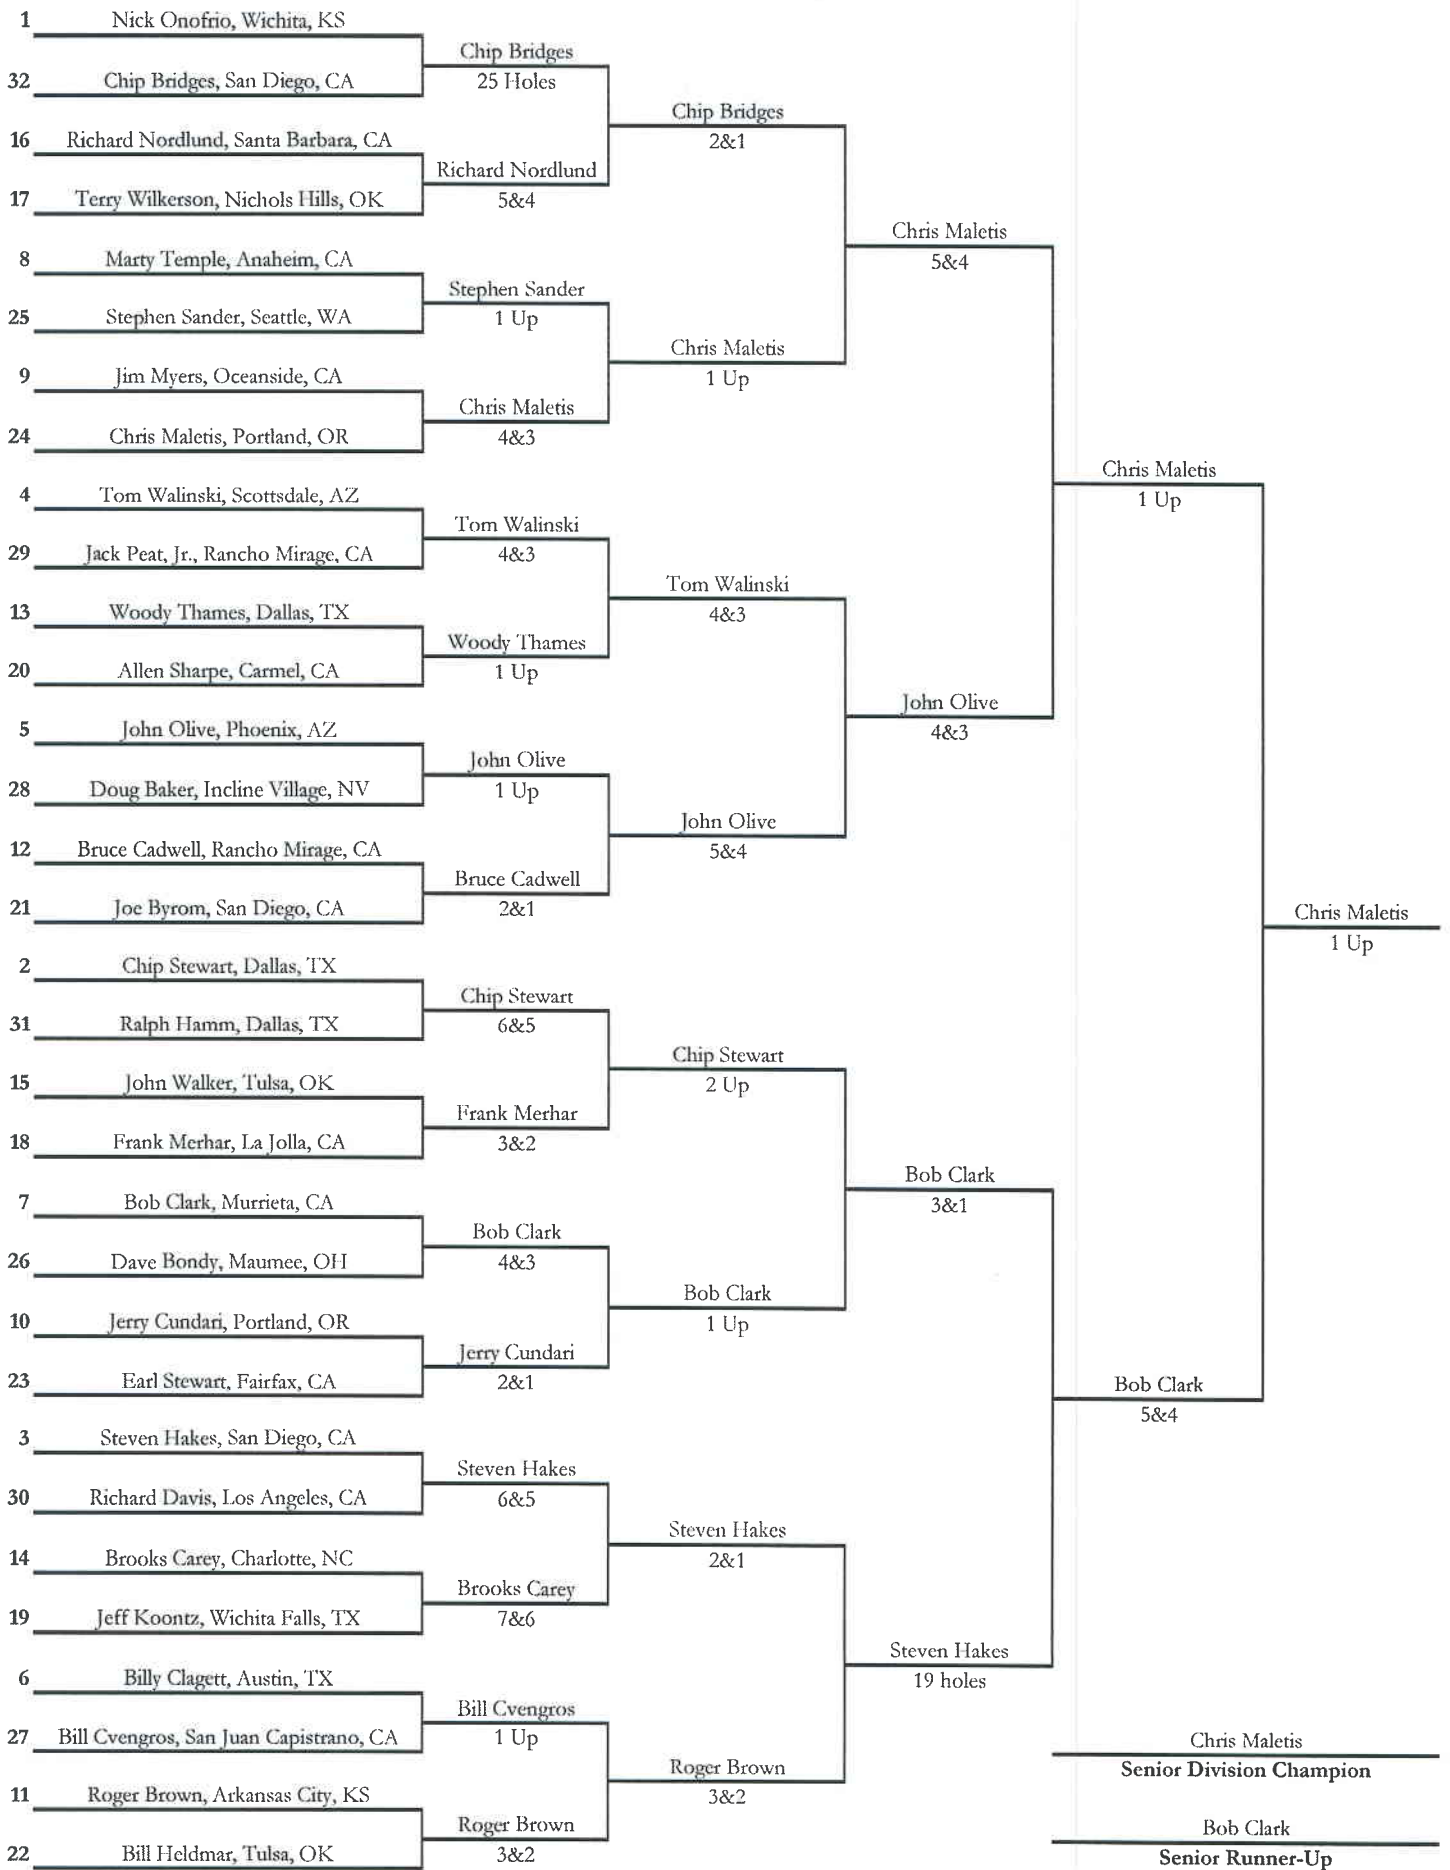 1 Nick Onofrio, Wichita, KS
32 Chip Bridges, San Diego, CA
16 Richard Nordlund, Santa Barbara, CA
17 Terry Wilkerson, Nichols Hills, OK
8 Marty Temple, Anaheim, CA
25 Stephen Sander, Seattle, WA
9 Jim Myers, Oceanside, CA
24 Chris Maletis, Portland, OR
4 Tom Walinski, Scottsdale, AZ
29 Jack Peat, Jr., Rancho Mirage, CA
13 Woody Thames, Dallas, TX
20 Allen Sharpe, Carmel, CA
5 John Olive, Phoenix, AZ
28 Doug Baker, Incline Village, NV
12 Bruce Cadwell, Rancho Mirage, CA
21 Joe Byrom, San Diego, CA
2 Chip Stewart, Dallas, TX
31 Ralph Hamm, Dallas, TX
15 John Walker, Tulsa, OK
18 Frank Merhar, La Jolla, CA
7 Bob Clark, Murrieta, CA
26 Dave Bondy, Maumee, OH
10 Jerry Cundari, Portland, OR
23 Earl Stewart, Fairfax, CA
3 Steven Hakes, San Diego, CA
30 Richard Davis, Los Angeles, CA
14 Brooks Carey, Charlotte, NC
19 Jeff Koontz, Wichita Falls, TX
6 Billy Clagett, Austin, TX
27 Bill Cvengros, San Juan Capistrano, CA
11 Roger Brown, Arkansas City, KS
22 Bill Heldmar, Tulsa, OK
Chip Bridges
25 Holes
Richard Nordlund
5&4
Stephen Sander
1 Up
Chris Maletis
4&3
Tom Walinski
4&3
Woody Thames
1 Up
John Olive
1 Up
Bruce Cadwell
2&1
Chip Stewart
6&5
Frank Merhar
3&2
Bob Clark
4&3
Jerry Cundari
2&1
Steven Hakes
6&5
Brooks Carey
7&6
Bill Cvengros
1 Up
Roger Brown
3&2
Chip Bridges
2&1
Chris Maletis
1 Up
Tom Walinski
4&3
John Olive
5&4
Chip Stewart
2 Up
Bob Clark
1 Up
Steven Hakes
2&1
Roger Brown
3&2
Chris Maletis
5&4
John Olive
4&3
Bob Clark
3&1
Steven Hakes
19 holes
Chris Maletis
1 Up
Bob Clark
5&4
Chris Maletis
1 Up
Chris Maletis
Senior Division Champion
Bob Clark
Senior Runner-Up